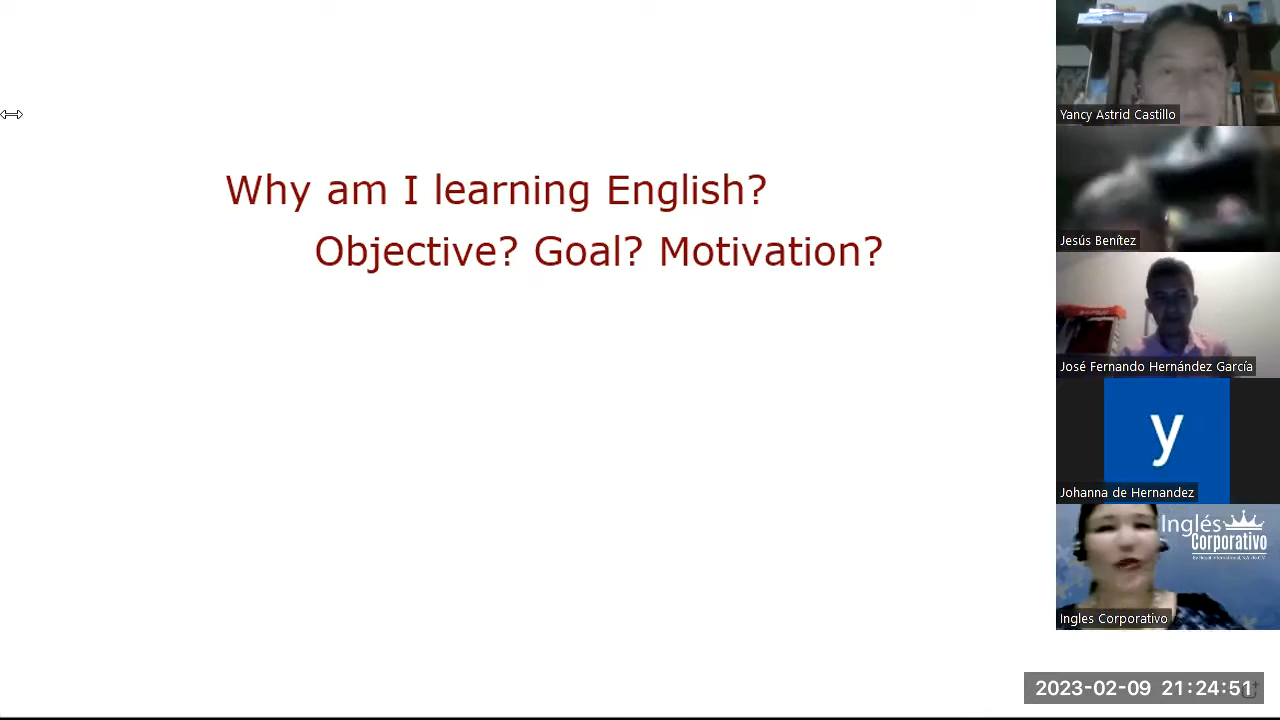 Why am I learning English?
Objective? Goal? Motivation?
Yancy Astrid Castillo
Jesús Benítez
José Fernando Hernández García
y
Johanna de Hernandez
Inglés
Corporativo
Ingles Corporativo
2023-02-09 21:24:51